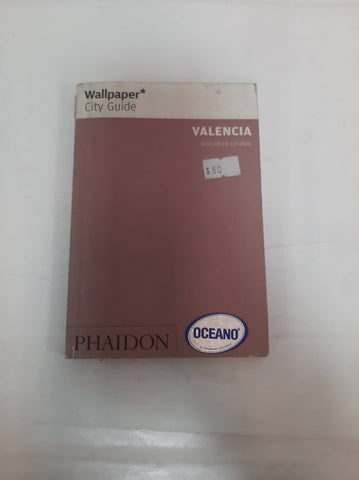 Wallpaper*
City Guide
VALENCIA
EDICIÓN EN ESPAÑOL
$80
PHAIDON
OCEANO®